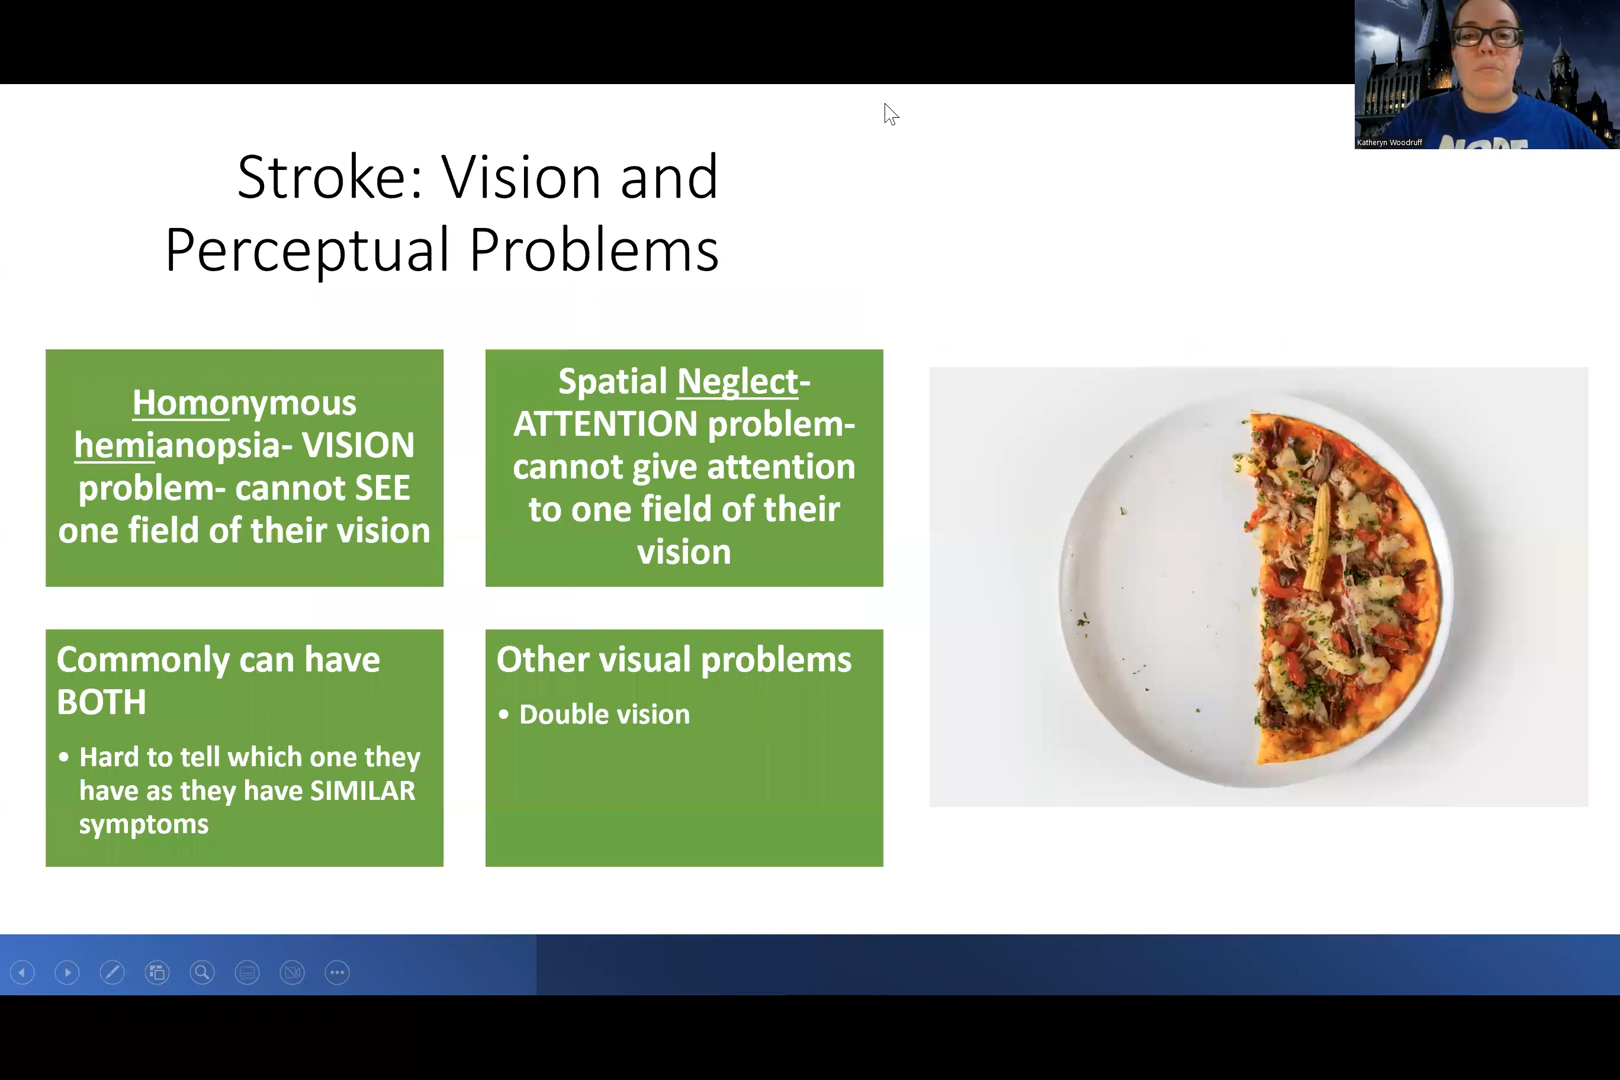 Katheryn Woodruff
MORE
Stroke: Vision and
Perceptual Problems
Homonymous
hemianopsia- VISION
problem- cannot SEE
one field of their vision
Spatial Neglect-
ATTENTION problem-
cannot give attention
to one field of their
vision
Commonly can have
BOTH
• Hard to tell which one they
have as they have SIMILAR
symptoms
Other visual problems
• Double vision